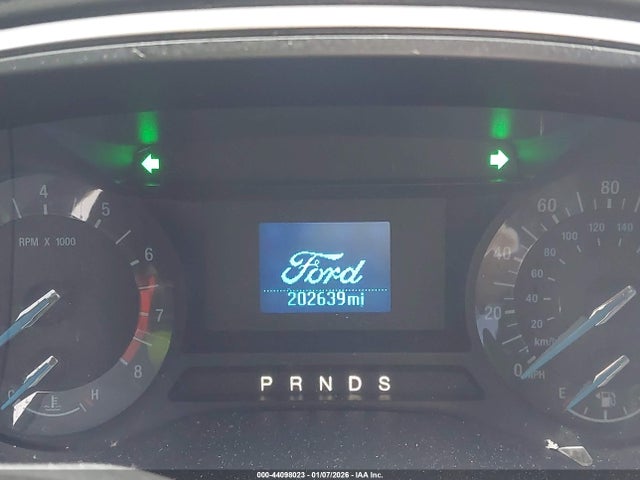 4 5 6 7 8
RPM X 1000
C H
Ford
202639mi
P R N D S
0 20 40 60 80
20 40 60 80 100 120 140
km/h
MPH
E
000-44098023 - 01/07/2026 - IAA Inc.